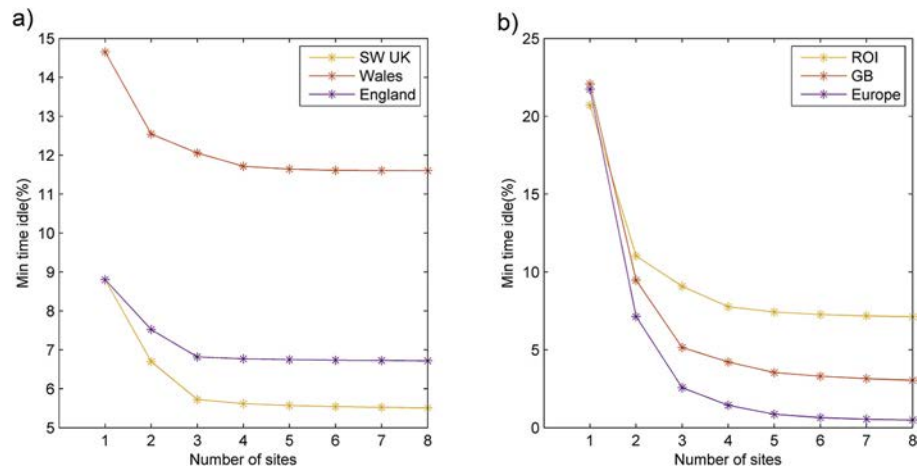 a)
15
14
13
12
11
10
9
8
7
6
5
Min time idle(%)
SW UK
Wales
England
1 2 3 4 5 6 7 8
Number of sites
b)
25
20
15
10
5
0
Min time idle(%)
ROI
GB
Europe
1 2 3 4 5 6 7 8
Number of sites